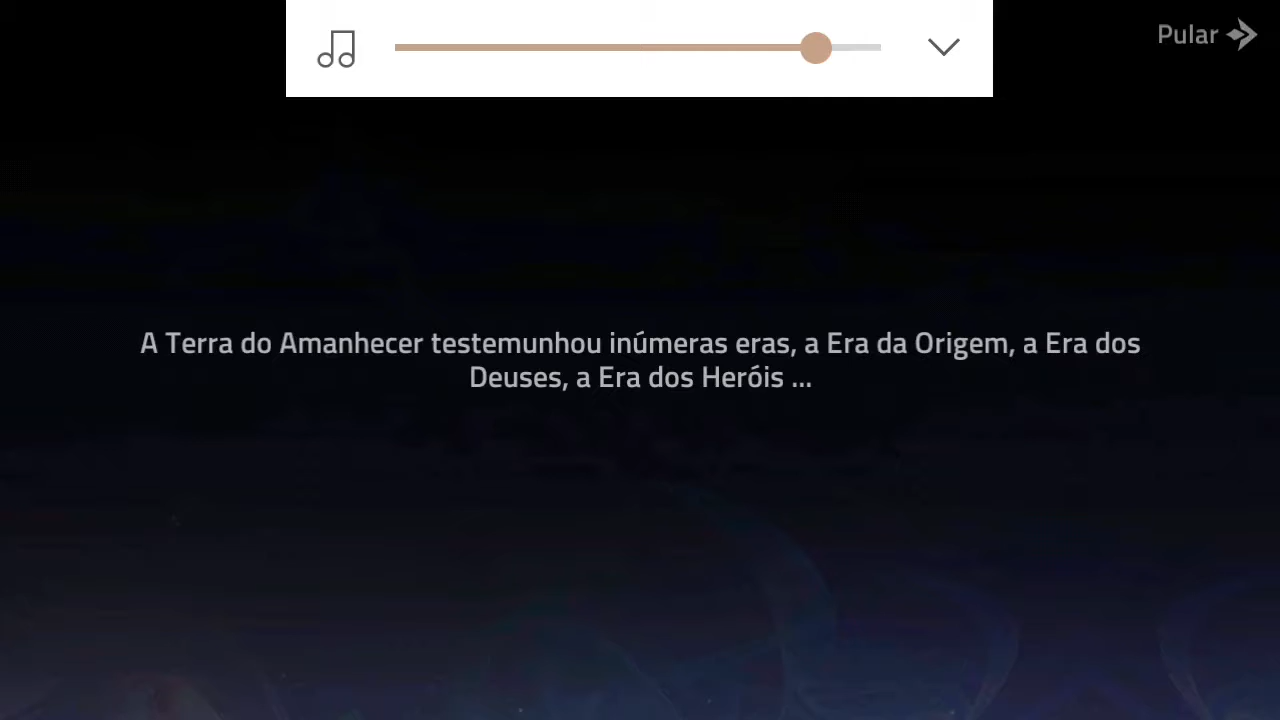 Pular
A Terra do Amanhecer testemunhou inúmeras eras, a Era da Origem, a Era dos
Deuses, a Era dos Heróis ...